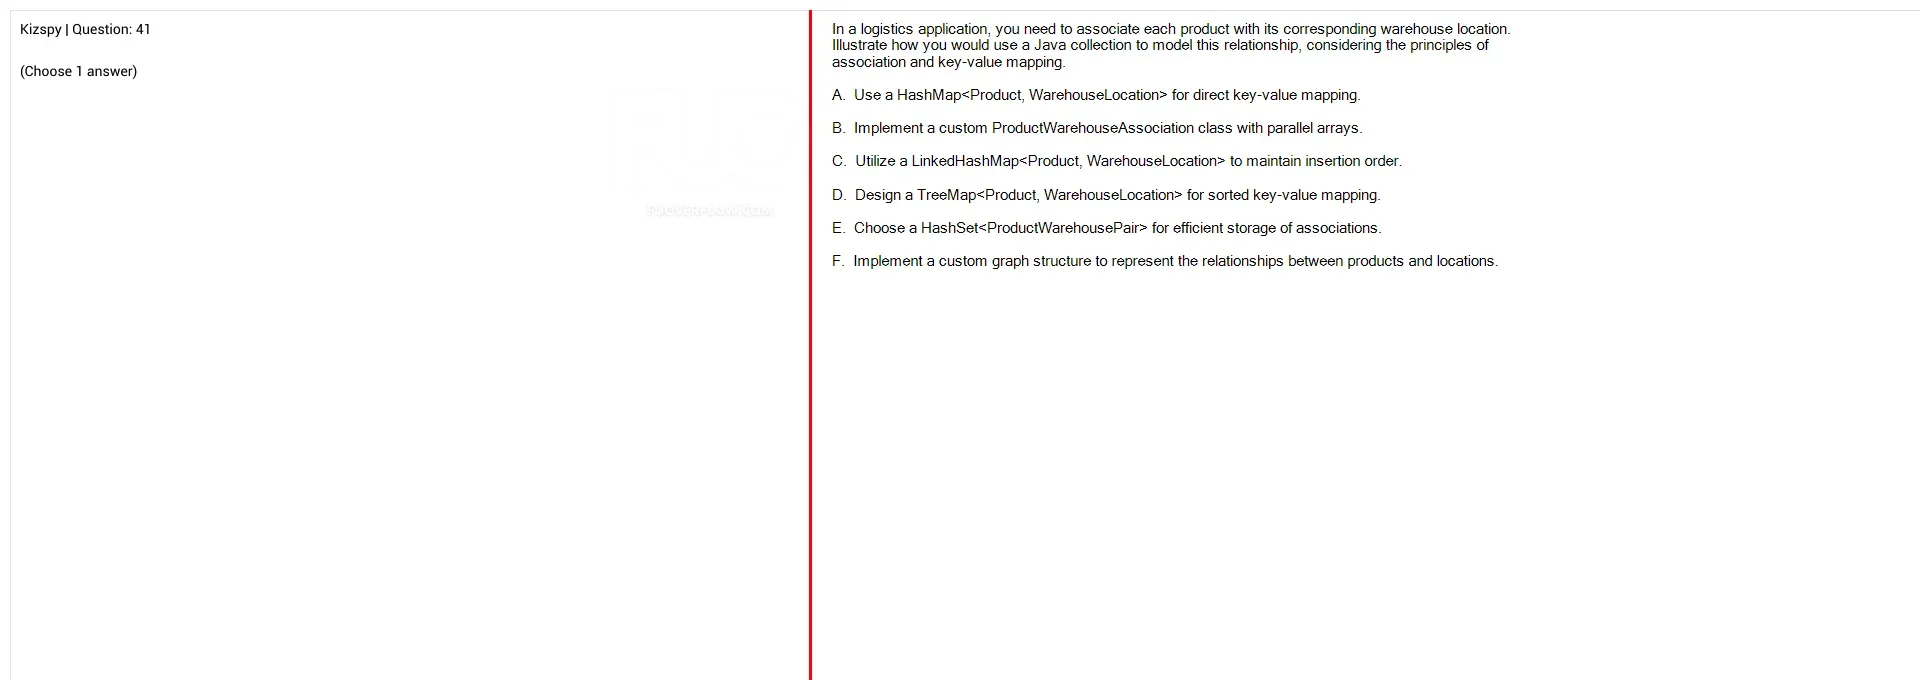 Kizspy | Question: 41
(Choose 1 answer)
FUOVERFLOW.COM
In a logistics application, you need to associate each product with its corresponding warehouse location.
Illustrate how you would use a Java collection to model this relationship, considering the principles of
association and key-value mapping.
A. Use a HashMap<Product, WarehouseLocation> for direct key-value mapping.
B. Implement a custom ProductWarehouseAssociation class with parallel arrays.
C. Utilize a LinkedHashMap<Product, WarehouseLocation> to maintain insertion order.
D. Design a TreeMap<Product, WarehouseLocation> for sorted key-value mapping.
E. Choose a HashSet<ProductWarehousePair> for efficient storage of associations.
F. Implement a custom graph structure to represent the relationships between products and locations.